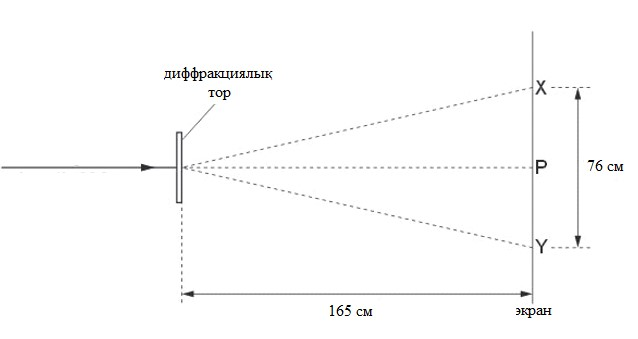 диффракциялық
тор
X
P
76 см
Y
165 см
экран